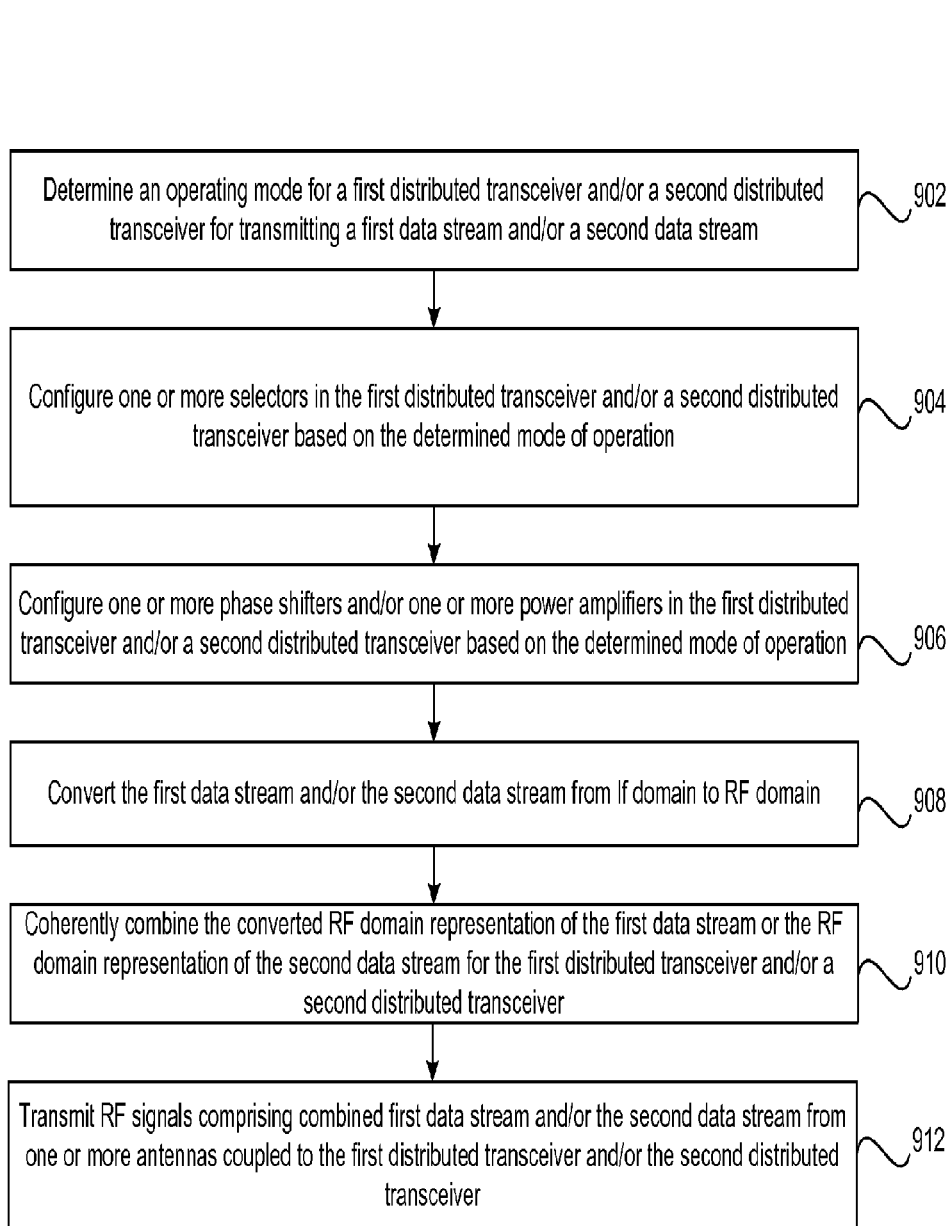 Determine an operating mode for a first distributed transceiver and/or a second distributed
transceiver for transmitting a first data stream and/or a second data stream
902
Configure one or more selectors in the first distributed transceiver and/or a second distributed
transceiver based on the determined mode of operation
904
Configure one or more phase shifters and/or one or more power amplifiers in the first distributed
transceiver and/or a second distributed transceiver based on the determined mode of operation
906
Convert the first data stream and/or the second data stream from If domain to RF domain
908
Coherently combine the converted RF domain representation of the first data stream or the RF
domain representation of the second data stream for the first distributed transceiver and/or a
second distributed transceiver
910
Transmit RF signals comprising combined first data stream and/or the second data stream from
one or more antennas coupled to the first distributed transceiver and/or the second distributed
transceiver
912